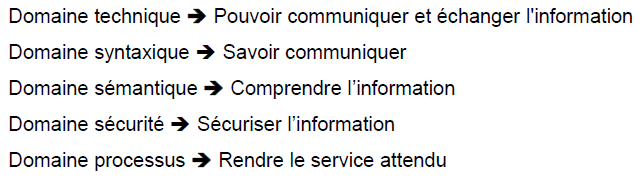 Domaine technique ➔ Pouvoir communiquer et échanger l'information
Domaine syntaxique ➔ Savoir communiquer
Domaine sémantique ➔ Comprendre l’information
Domaine sécurité ➔ Sécuriser l’information
Domaine processus ➔ Rendre le service attendu